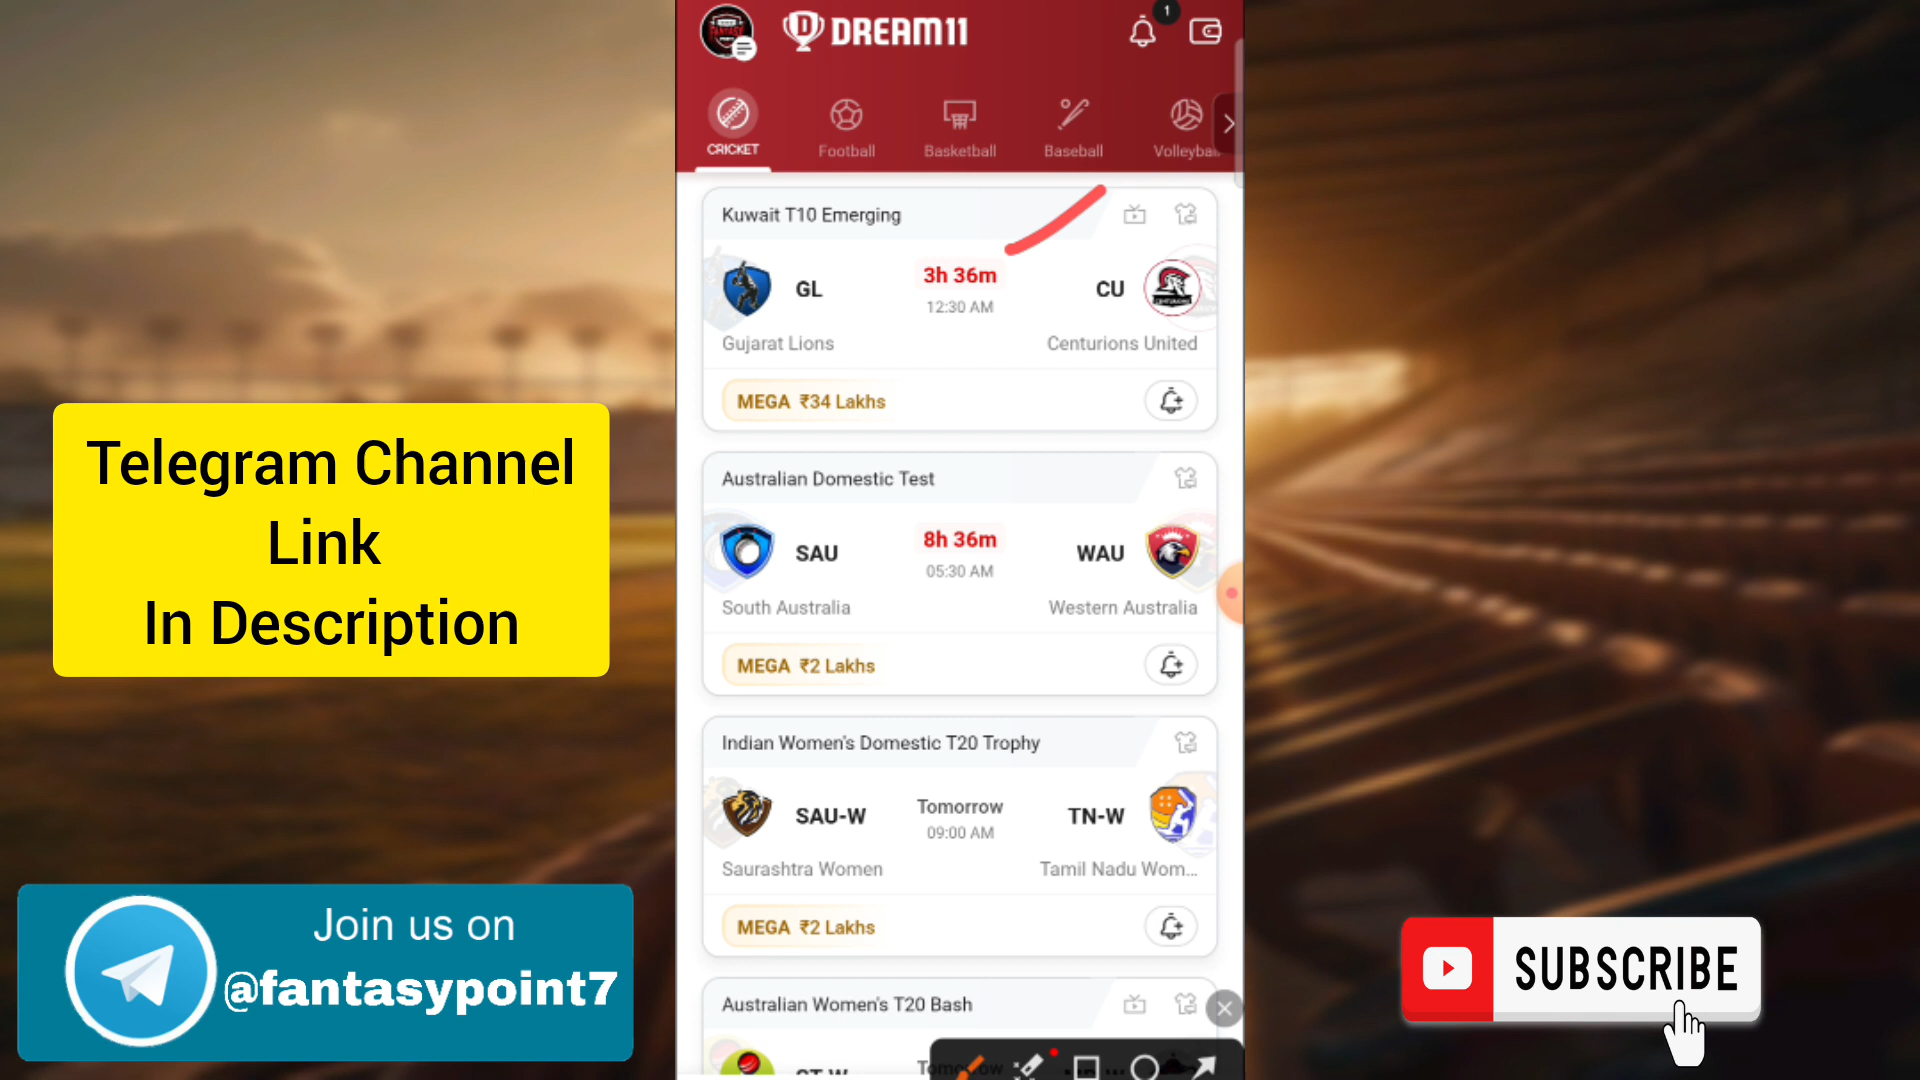 DREAM11
1
CRICKET
Football
Basketball
Baseball
Kuwait T10 Emerging
GL
3h 36m
12:30 AM
CU
Gujarat Lions
Centurions United
MEGA ₹34 Lakhs
Australian Domestic Test
SAU
8h 36m
05:30 AM
WAU
South Australia
Western Australia
MEGA ₹2 Lakhs
Indian Women's Domestic T20 Trophy
SAU-W
Tomorrow
09:00 AM
TN-W
Saurashtra Women
Tamil Nadu Wom...
MEGA ₹2 Lakhs
Australian Women's T20 Bash
Telegram Channel
Link
In Description
Join us on
@fantasypoint7
SUBSCRIBE